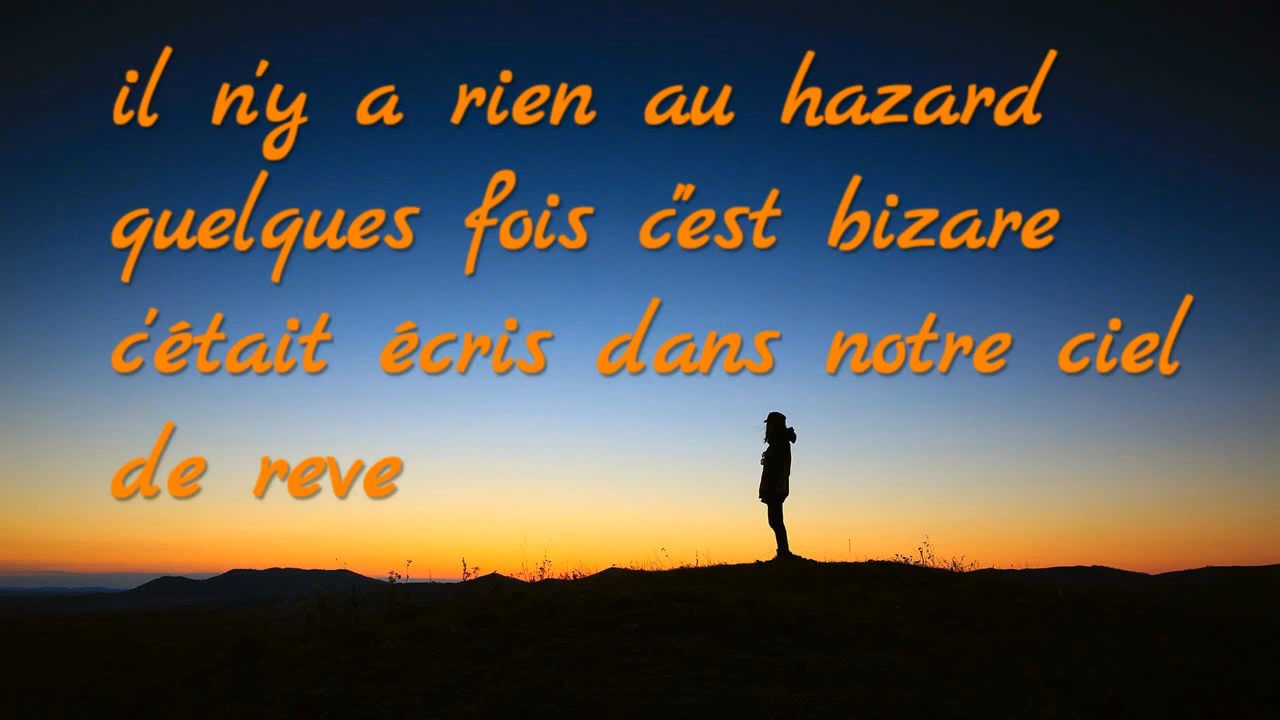 il n'y a rien au hazard
quelques fois c"est bizare
c'était écris dans notre ciel
de reve